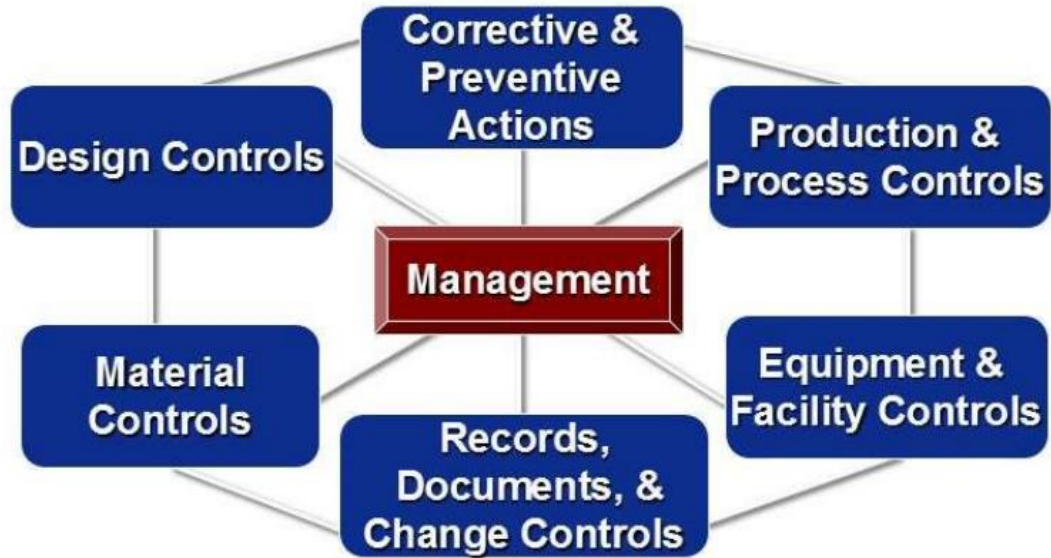 Corrective &
Preventive
Actions
Design Controls
Production &
Process Controls
Management
Material
Controls
Equipment &
Facility Controls
Records,
Documents, &
Change Controls